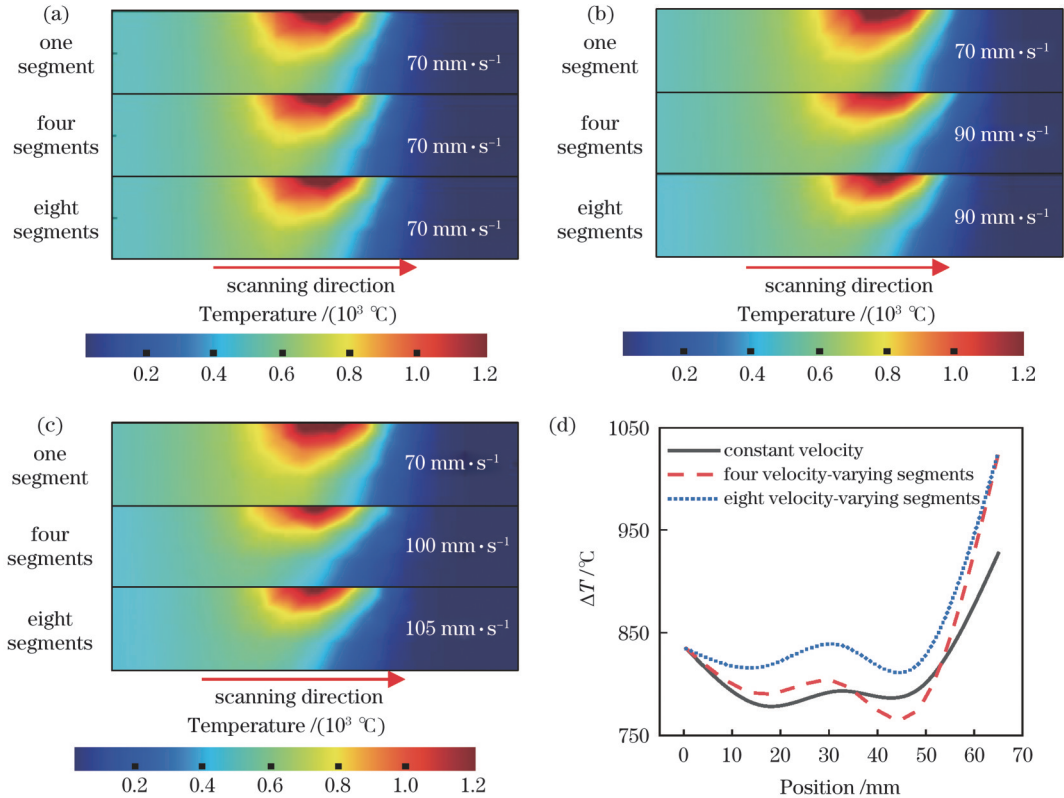 (a)
one
segment
70 mm·s⁻¹
four
segments
70 mm·s⁻¹
eight
segments
70 mm·s⁻¹
scanning direction
Temperature /(10³ ℃)
0.2 0.4 0.6 0.8 1.0 1.2
(b)
one
segment
70 mm·s⁻¹
four
segments
90 mm·s⁻¹
eight
segments
90 mm·s⁻¹
scanning direction
Temperature /(10³ ℃)
0.2 0.4 0.6 0.8 1.0 1.2
(c)
one
segment
70 mm·s⁻¹
four
segments
100 mm·s⁻¹
eight
segments
105 mm·s⁻¹
scanning direction
Temperature /(10³ ℃)
0.2 0.4 0.6 0.8 1.0 1.2
(d)
1050
950
850
750
ΔT /℃
constant velocity
four velocity-varying segments
eight velocity-varying segments
0 10 20 30 40 50 60 70
Position /mm